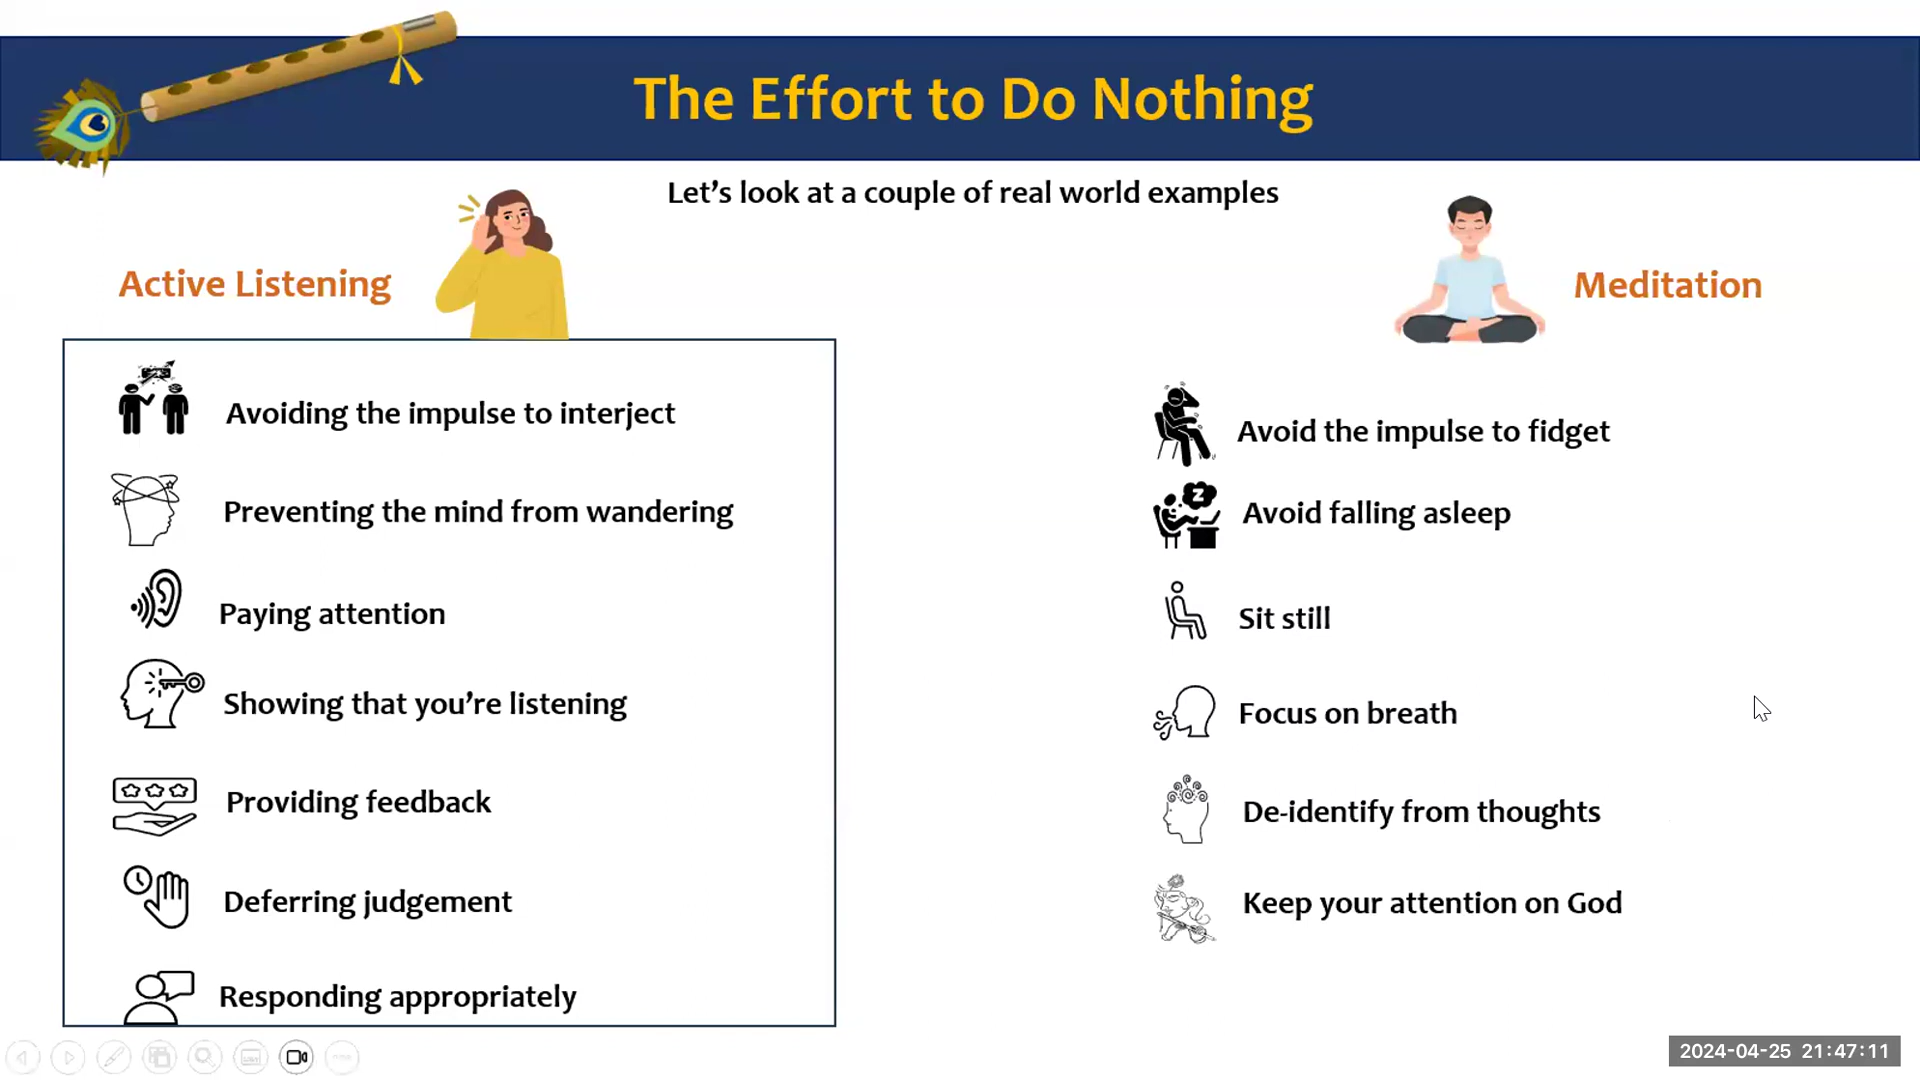 The Effort to Do Nothing
Let’s look at a couple of real world examples
Active Listening
Avoiding the impulse to interject
Preventing the mind from wandering
Paying attention
Showing that you’re listening
Providing feedback
Deferring judgement
Responding appropriately
Meditation
Avoid the impulse to fidget
Z
Avoid falling asleep
Sit still
Focus on breath
De-identify from thoughts
Keep your attention on God
2024-04-25 21:47:11